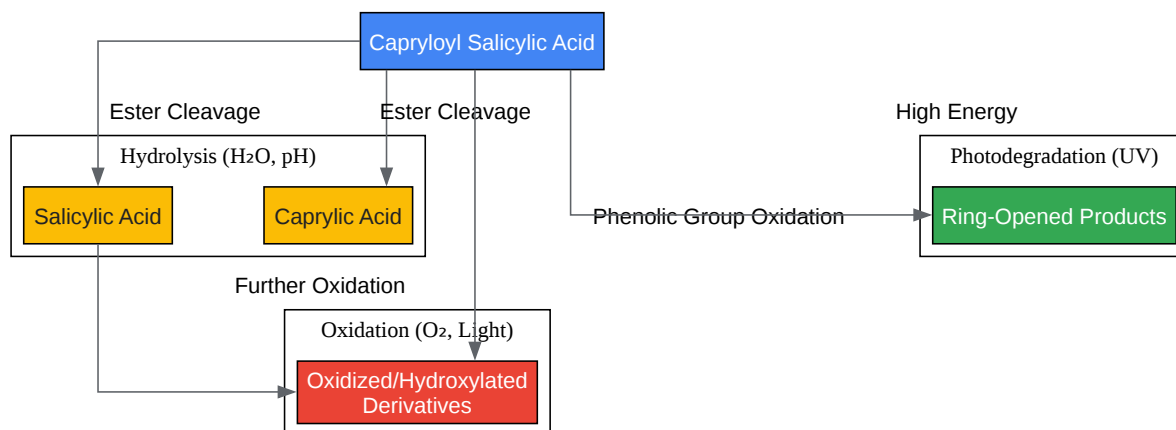 Capryloyl Salicylic Acid
Ester Cleavage
Ester Cleavage
High Energy
Hydrolysis (H₂O, pH)
Photodegradation (UV)
Salicylic Acid
Caprylic Acid
Phenolic Group Oxidation
Ring-Opened Products
Further Oxidation
Oxidation (O₂, Light)
Oxidized/Hydroxylated
Derivatives